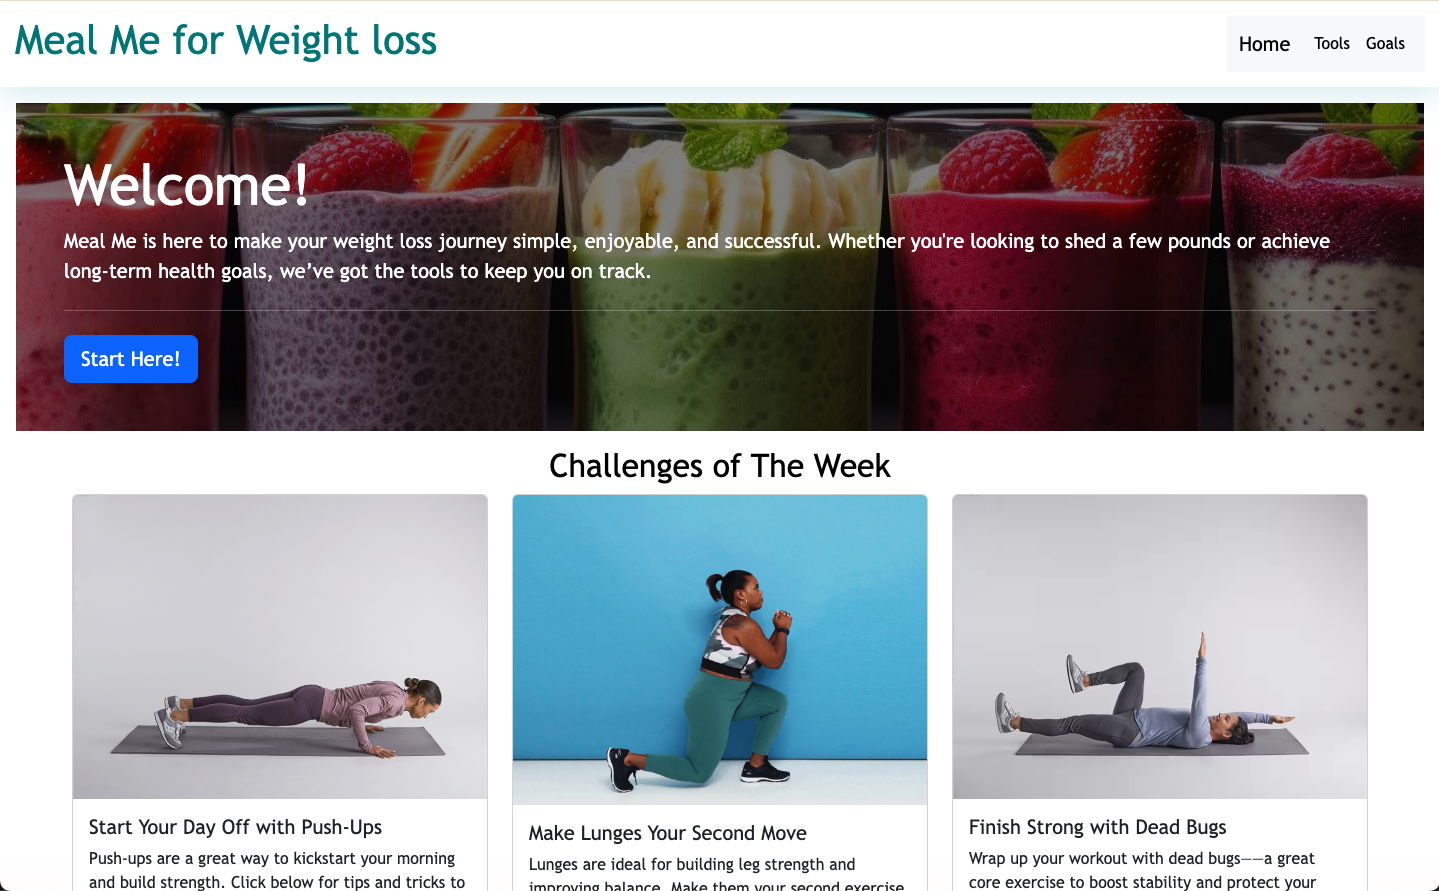 Meal Me for Weight loss
Home Tools Goals
Welcome!
Meal Me is here to make your weight loss journey simple, enjoyable, and successful. Whether you're looking to shed a few pounds or achieve
long-term health goals, we’ve got the tools to keep you on track.
Start Here!
Challenges of The Week
Start Your Day Off with Push-Ups
Push-ups are a great way to kickstart your morning
and build strength. Click below for tips and tricks to
Make Lunges Your Second Move
Lunges are ideal for building leg strength and
improving balance. Make them your second exercise
Finish Strong with Dead Bugs
Wrap up your workout with dead bugs——a great
core exercise to boost stability and protect your